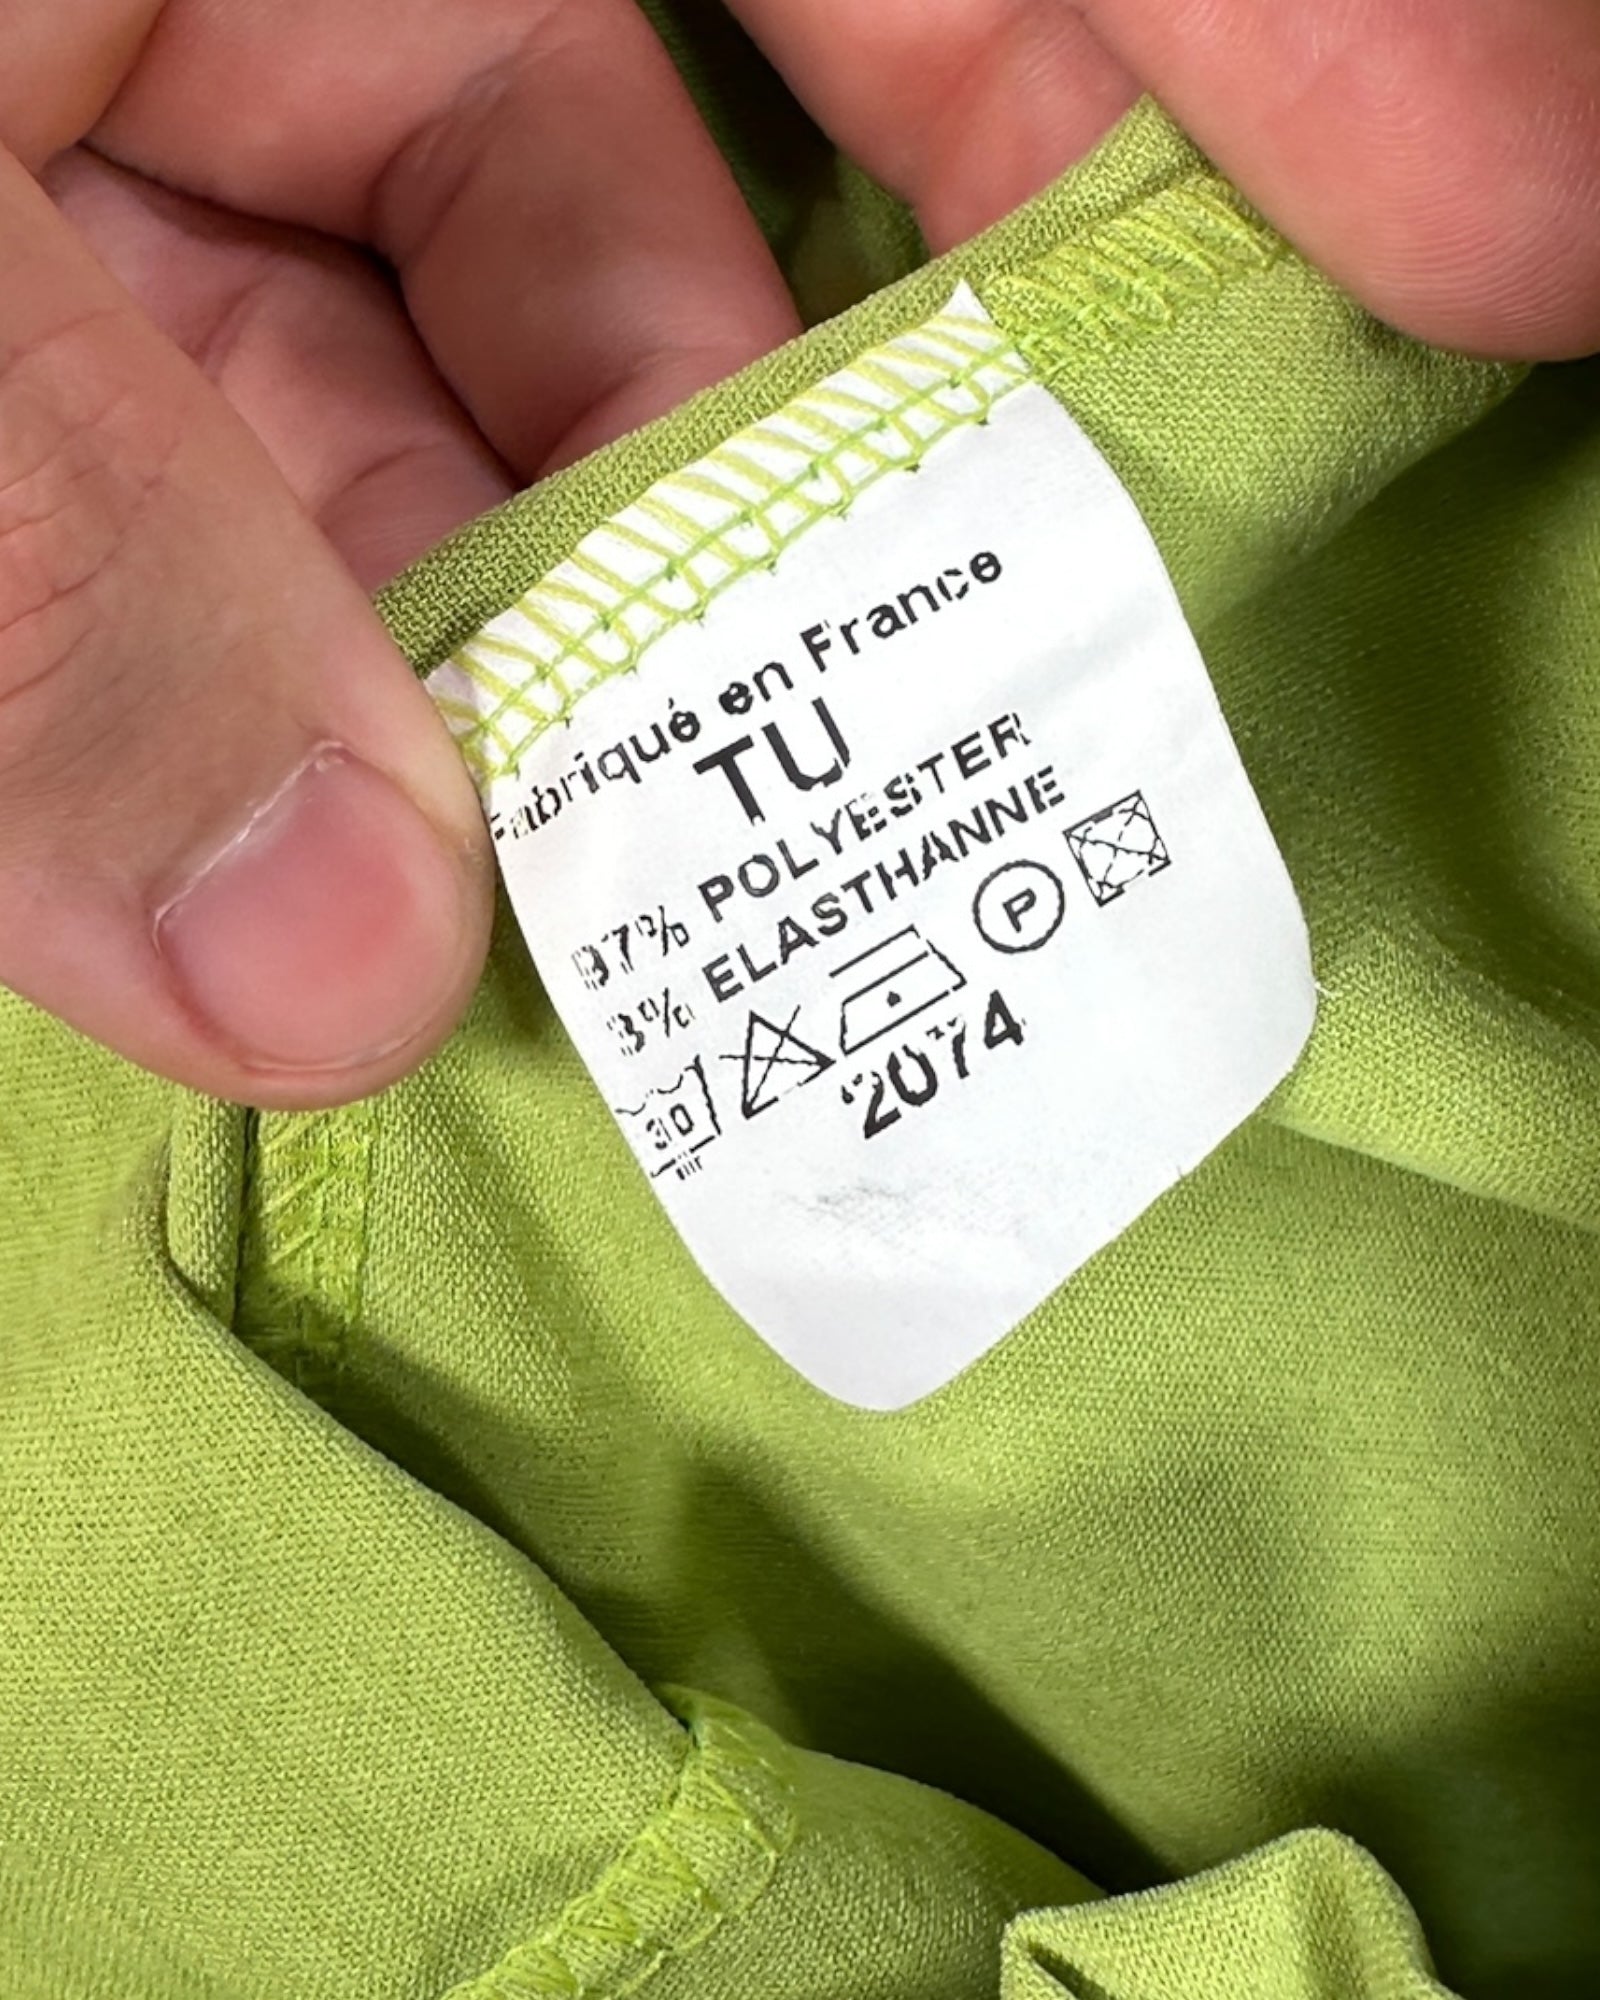 Fabriqué en France
TU
97% POLYESTER
3% ELASTHANNE
30 P
2074